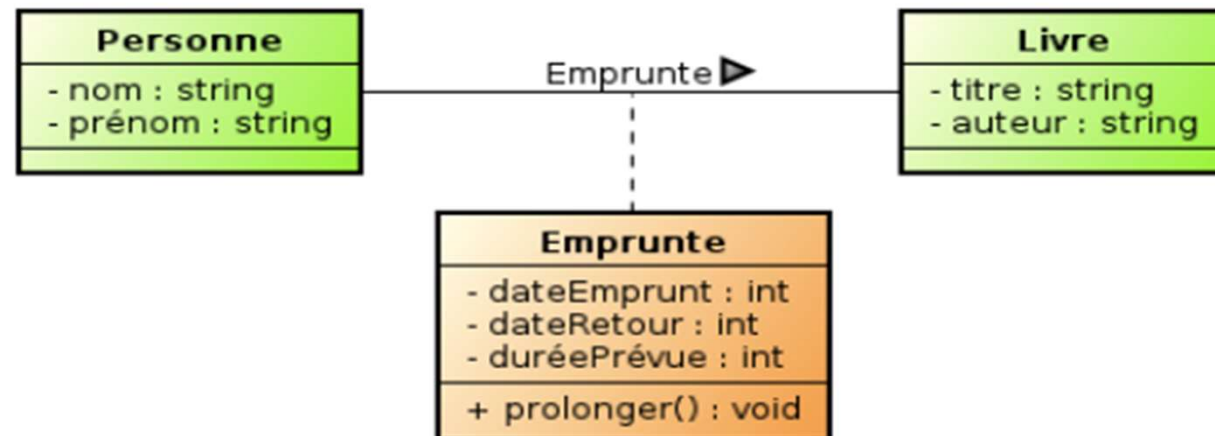 Personne
- nom : string
- prénom : string
Emprunte
Livre
- titre : string
- auteur : string
Emprunte
- dateEmprunt : int
- dateRetour : int
- duréePrévue : int
+ prolonger() : void